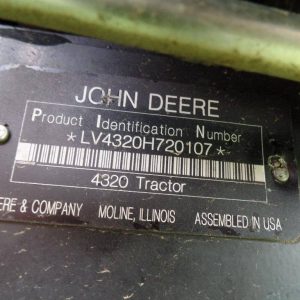 JOHN DEERE
Product Identification Number
*LV4320H720107*
4320 Tractor
ERE & COMPANY MOLINE, ILLINOIS ASSEMBLED IN USA